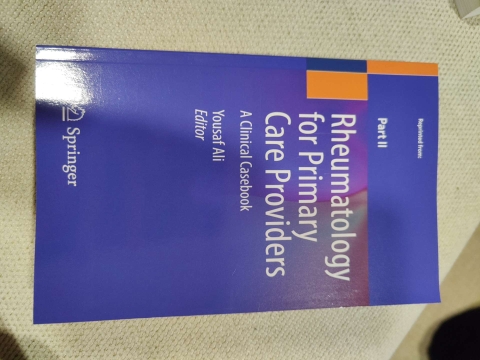 Reprinted from:
Part II
Rheumatology
for Primary
Care Providers
A Clinical Casebook
Yousaf Ali
Editor
Springer